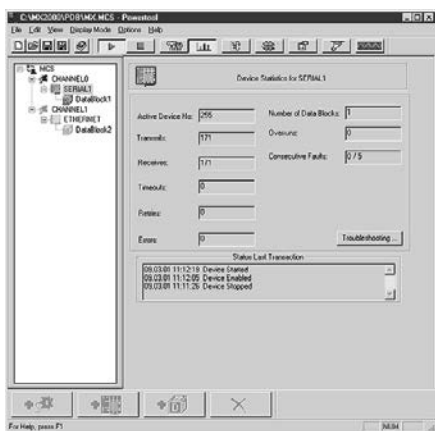 C:\MX2000\PDB\MX.MCS - Powertool
File Edit View Display Mode Options Help
MCS
CHANNEL0
SERIAL1
DataBlock1
CHANNEL1
ETHERNET
DataBlock2
Device Statistics for SERIAL1
Active Device No: 255
Number of Data Blocks: 1
Transmits: 171
Overruns: 0
Receives: 171
Consecutive Faults: 0 / 5
Timeouts: 0
Retries: 0
Errors: 0
Troubleshooting ...
Status Last Transaction
09.03.01 11:12:19 Device Started
09.03.01 11:12:05 Device Enabled
09.03.01 11:11:26 Device Stopped
For Help, press F1
NUM